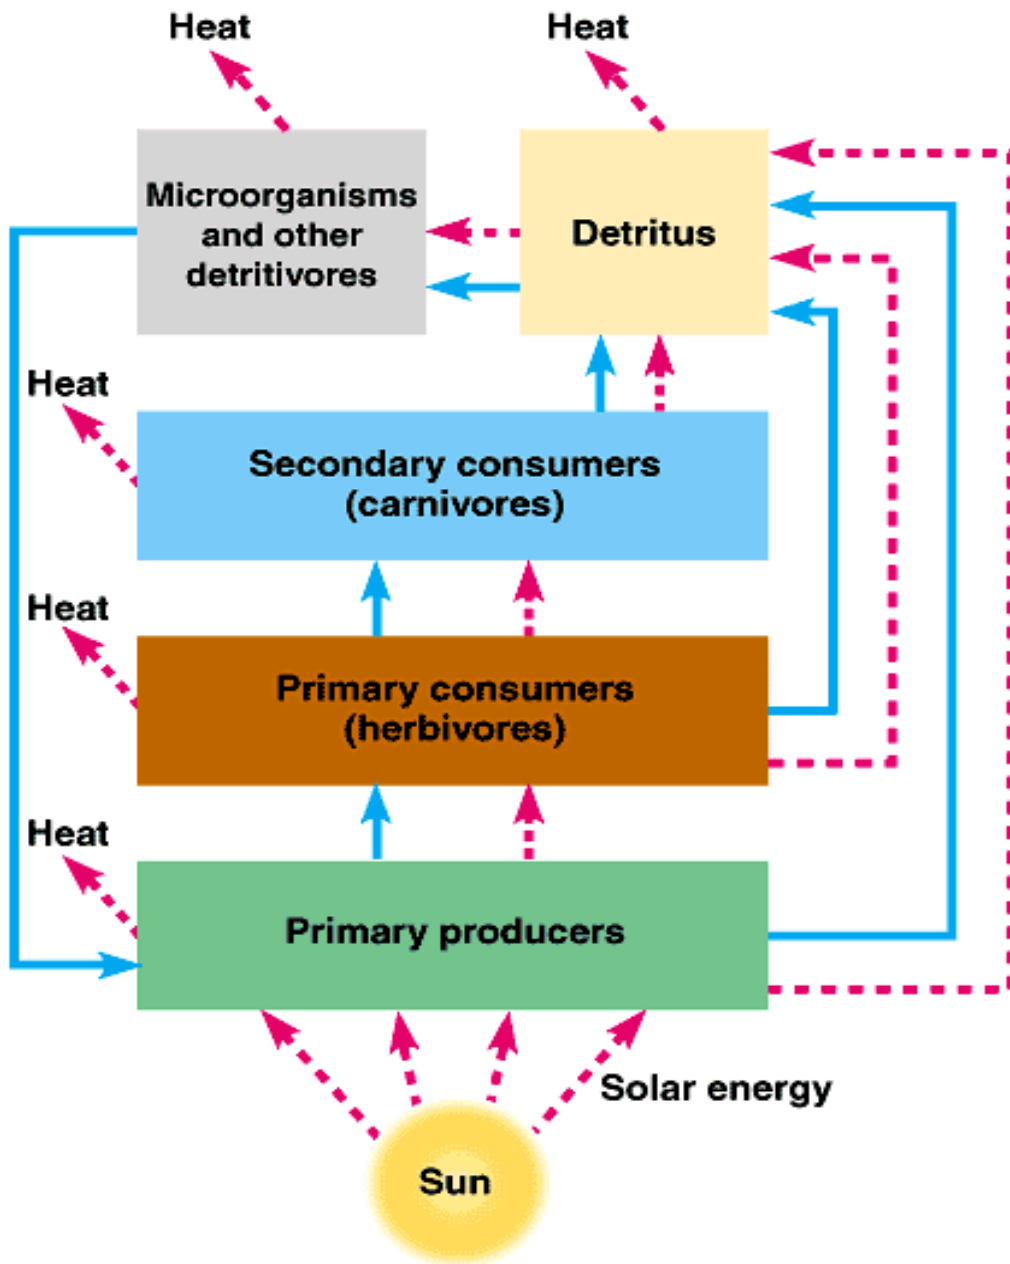 Heat
Heat
Microorganisms
and other
detritivores
Detritus
Heat
Secondary consumers
(carnivores)
Heat
Primary consumers
(herbivores)
Heat
Primary producers
Solar energy
Sun